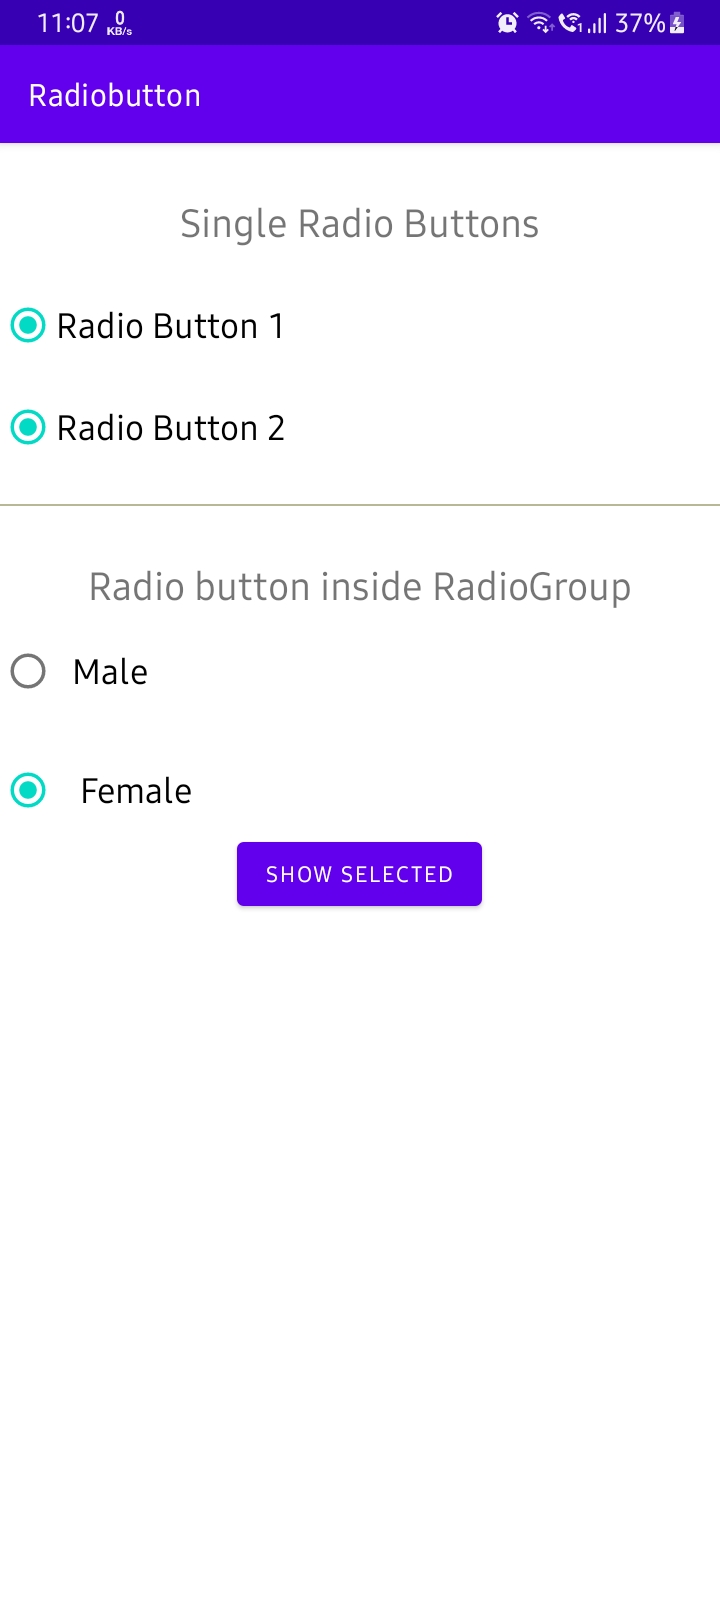 11:07 0 KB/s 1 37%
Radiobutton
Single Radio Buttons
Radio Button 1
Radio Button 2
Radio button inside RadioGroup
Male
Female
SHOW SELECTED